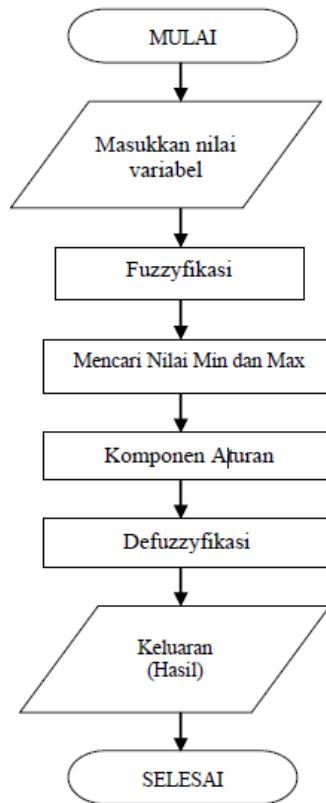 MULAI
Masukkan nilai
variabel
Fuzzyfikasi
Mencari Nilai Min dan Max
Komponen Aturan
Defuzzyfikasi
Keluaran
(Hasil)
SELESAI